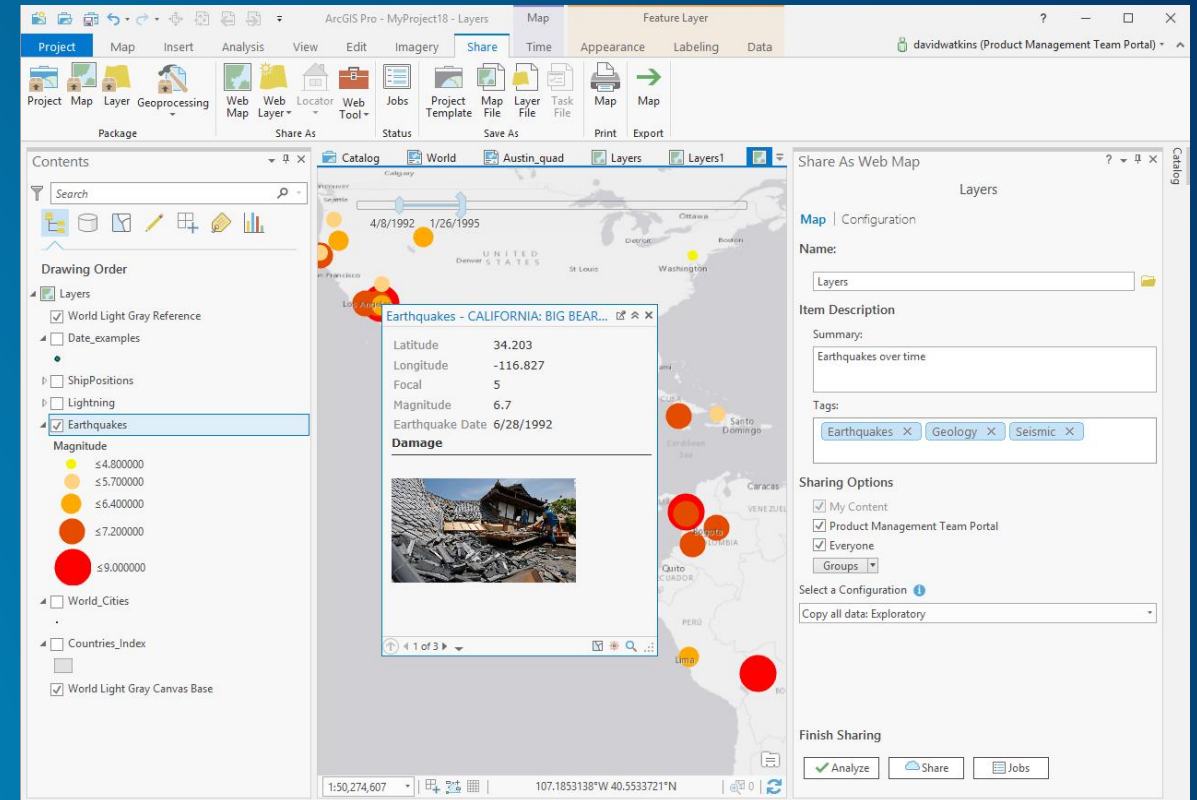 ArcGIS Pro - MyProject18 - Layers Map Feature Layer ?
Project Map Insert Analysis View Edit Imagery Share Time Appearance Labeling Data davidwatkins (Product Management Team Portal)
Project Map Layer Geoprocessing Web Map Web Layer Locator Web Tool Jobs Project Template Map File Layer File Task File Map Map
Package Share As Status Save As Print Export
Contents
Search
Drawing Order
Layers
World Light Gray Reference
Date_examples
ShipPositions
Lightning
Earthquakes
Magnitude
≤4.800000
≤5.700000
≤6.400000
≤7.200000
≤9.000000
World_Cities
Countries_Index
World Light Gray Canvas Base
Catalog World Austin_quad Layers Layers1
Calgary
Seattle
4/8/1992 1/26/1995
Ottawa
Detroit Boston
UNITED
Denver STATES
St Louis Washington
Los Angeles
Earthquakes - CALIFORNIA: BIG BEAR...
Latitude 34.203
Longitude -116.827
Focal 5
Magnitude 6.7
Earthquake Date 6/28/1992
Damage
1 of 3
CUBA
Santo
Domingo
Caribbean
Sea
Caracas
Bogota
Quito
PERÚ
Lima
1:50,274,607 107.1853138°W 40.5533721°N 0
Share As Web Map ?
Catalog
Layers
Map | Configuration
Name:
Layers
Item Description
Summary:
Earthquakes over time
Tags:
Earthquakes Geology Seismic
Sharing Options
My Content
Product Management Team Portal
Everyone
Groups
Select a Configuration
Copy all data: Exploratory
Finish Sharing
Analyze Share Jobs